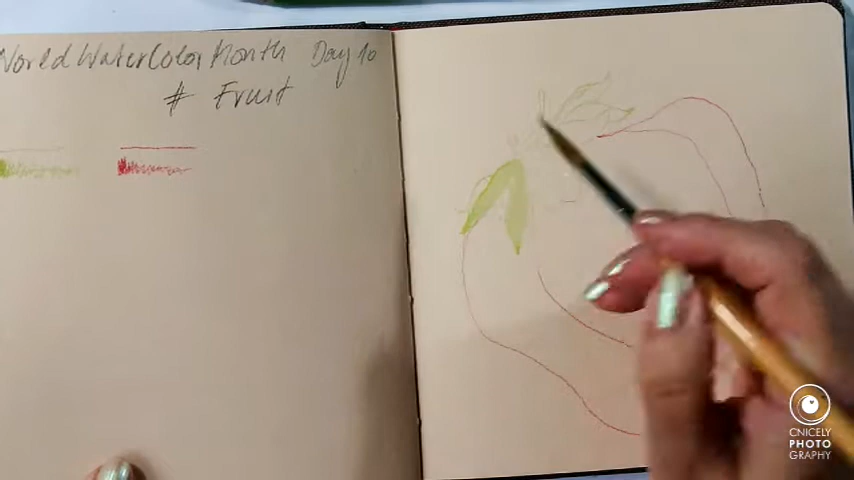 World WaterColor Month Day 10
# Fruit
CNICELY
PHOTO
GRAPHY